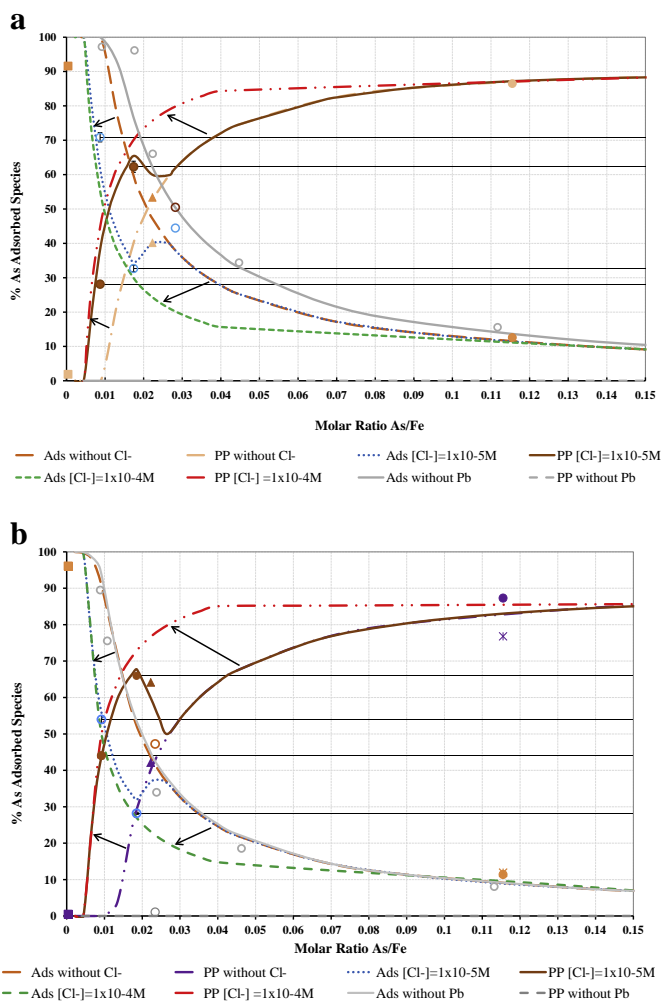 a
100
90
80
70
60
50
40
30
20
10
0
% As Adsorbed Species
0 0.01 0.02 0.03 0.04 0.05 0.06 0.07 0.08 0.09 0.1 0.11 0.12 0.13 0.14 0.15
Molar Ratio As/Fe
Ads without Cl- PP without Cl- Ads [Cl-]=1x10-5M PP [Cl-]=1x10-5M
Ads [Cl-]=1x10-4M PP [Cl-] =1x10-4M Ads without Pb PP without Pb
b
100
90
80
70
60
50
40
30
20
10
0
% As Adsorbed Species
0.00 0.01 0.02 0.03 0.04 0.05 0.06 0.07 0.08 0.09 0.10 0.11 0.12 0.13 0.14 0.15
Molar Ratio As/Fe
Ads without Cl- PP without Cl- Ads [Cl-]=1x10-5M PP [Cl-]=1x10-5M
Ads [Cl-]=1x10-4M PP [Cl-] =1x10-4M Ads without Pb PP without Pb